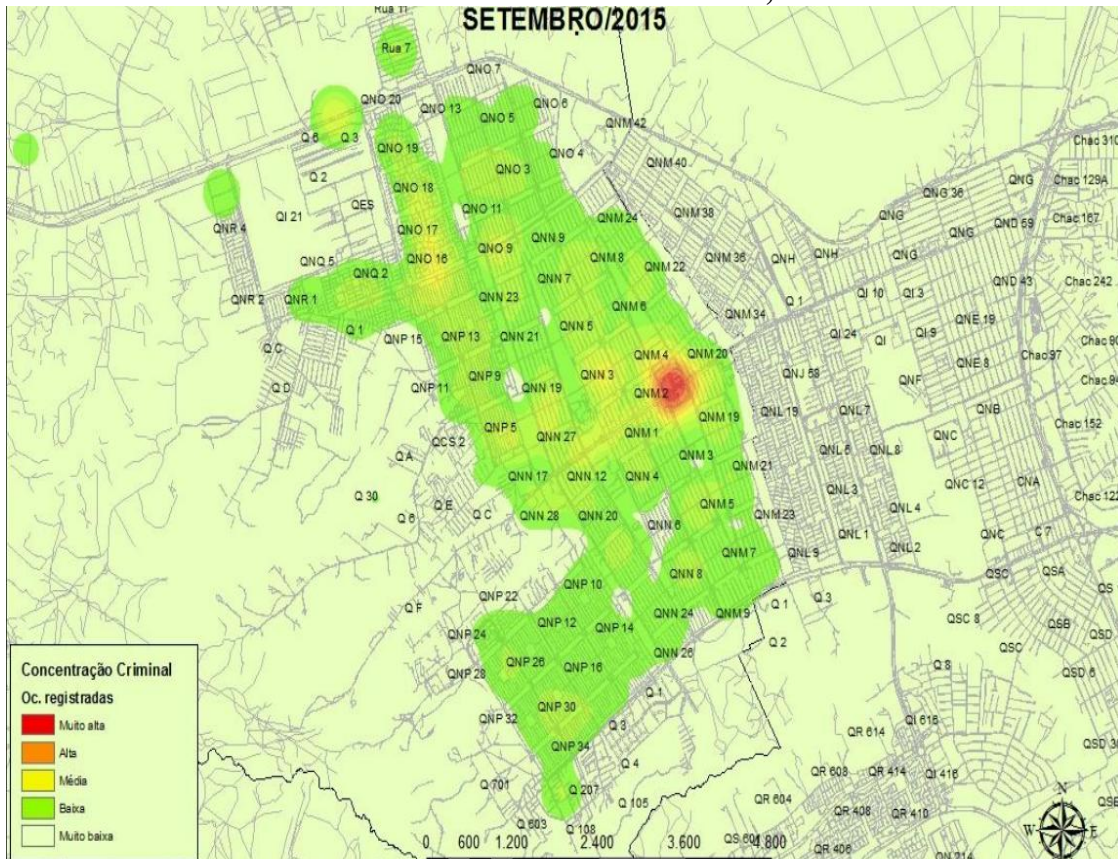 SETEMBRO/2015
Rua 11
Rua 7
QNO 7
QNO 20
QNO 13
QNO 6
QNO 5
QNM 42
Q 6
Q 3
QNO 19
QNO 4
QNM 40
Chac 310
Q 2
QNO 3
QNO 18
QNG
Chac 129A
QNG 36
QES
QI 21
QNO 11
QNM 24
QNM 38
QNG
Chac 167
QND 59
QNR 4
QNO 17
QNG
QNN 9
QNO 9
QNO 16
QNM 8
QNM 36
QNH
QNH
QNG
QNQ 5
QNQ 2
QNM 22
QNN 7
QND 43
Chac 242
QNR 2
QNR 1
QNN 23
QNM 6
Q 1
QI 10
QI 3
QNM 34
QNE 19
Q 1
QNP 15
QNP 13
QNN 21
QNN 5
QI 24
QI
QI 9
Q C
QNM 4
QNM 20
Chac 97
QNE 8
QNP 11
QNP 9
QNN 19
QNN 3
QNM 2
QNJ 58
QNF
Q D
QNL 19
QNL 7
QNB
QNM 19
QNP 5
QNN 27
QNM 1
Chac 152
QCS 2
QNC
Q A
QNM 3
QNL 5
QNL 8
QNM 21
QNN 17
QNN 12
QNN 4
QNL 3
QNC 12
CNA
Q 30
Q E
QNM 5
Chac 122
Q 6
Q C
QNN 28
QNN 20
QNN 6
QNM 23
QNL 4
QNL 1
QNC
C 7
QNL 2
QNM 7
QNL 9
QNP 10
QNN 8
QSC
QSA
QS
QNP 22
Q F
Q 1
Q 3
QNN 24
QNM 9
QNP 12
QNP 14
QSC 8
QSB
QNP 24
QSD
Q 2
QSC
QNN 26
QNP 26
QNP 16
QNP 28
Q 8
QSD 6
Q 1
QNP 30
QNP 32
Q 3
QI 616
QR 614
QNP 34
Q 4
QR 608
QR 414
QI 416
Q 701
Q 207
Q 105
QR 604
QR 408
QR 410
Q 603
Q 108
QR 406
QN 214
Concentração Criminal
Oc. registradas
Muito alta
Alta
Média
Baixa
Muito baixa
0 600 1.200 2.400 3.600 4.800
N
W
E